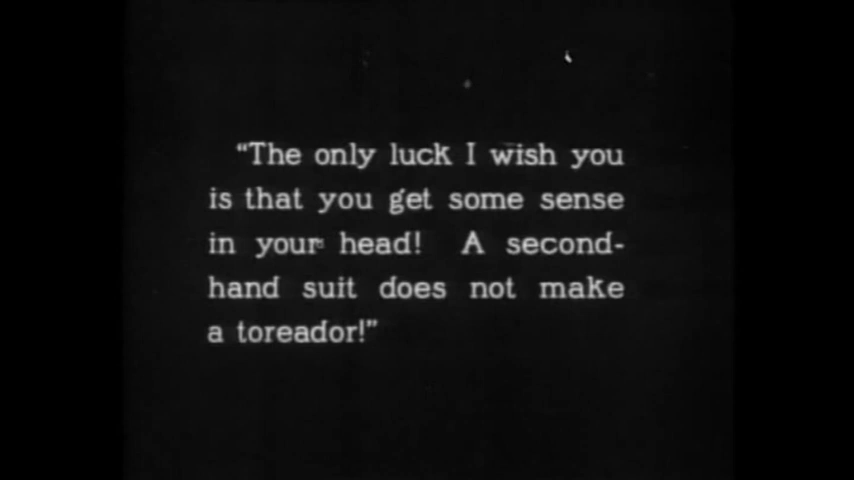 “The only luck I wish you
is that you get some sense
in your head! A second-
hand suit does not make
a toreador!”